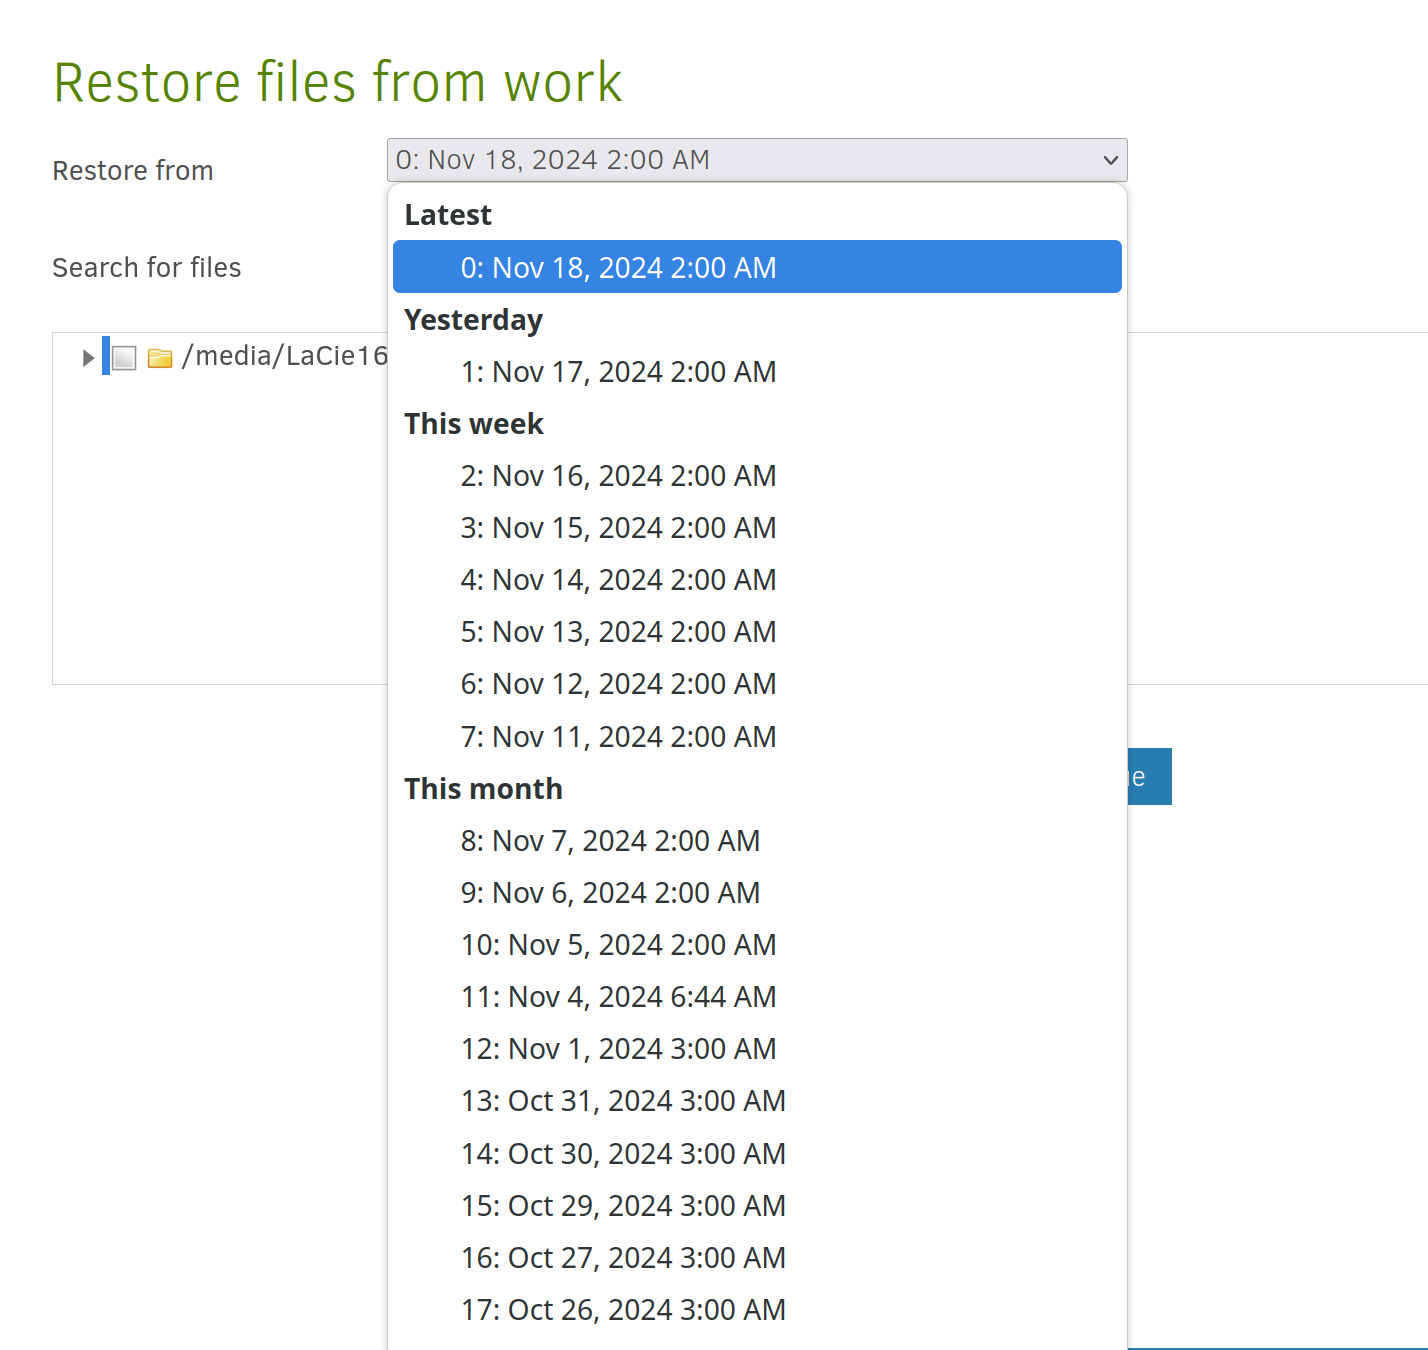 Restore files from work
Restore from
0: Nov 18, 2024 2:00 AM
Latest
0: Nov 18, 2024 2:00 AM
Search for files
Yesterday
/media/LaCie16
1: Nov 17, 2024 2:00 AM
This week
2: Nov 16, 2024 2:00 AM
3: Nov 15, 2024 2:00 AM
4: Nov 14, 2024 2:00 AM
5: Nov 13, 2024 2:00 AM
6: Nov 12, 2024 2:00 AM
7: Nov 11, 2024 2:00 AM
This month
8: Nov 7, 2024 2:00 AM
9: Nov 6, 2024 2:00 AM
10: Nov 5, 2024 2:00 AM
11: Nov 4, 2024 6:44 AM
12: Nov 1, 2024 3:00 AM
13: Oct 31, 2024 3:00 AM
14: Oct 30, 2024 3:00 AM
15: Oct 29, 2024 3:00 AM
16: Oct 27, 2024 3:00 AM
17: Oct 26, 2024 3:00 AM